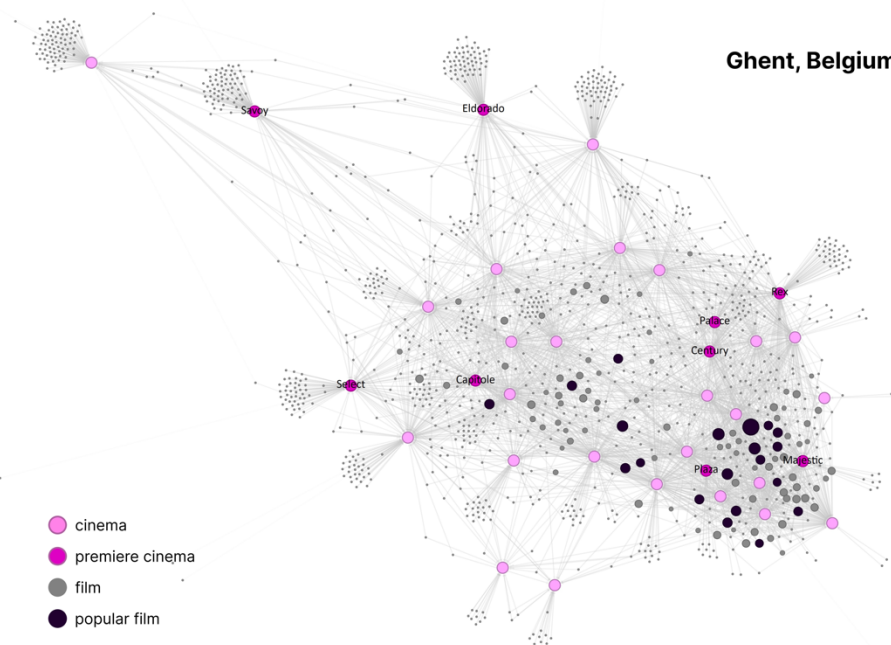 Ghent, Belgium
Savoy
Eldorado
Rex
Palace
Century
Select
Capitole
Majestic
Plaza
cinema
premiere cinema
film
popular film